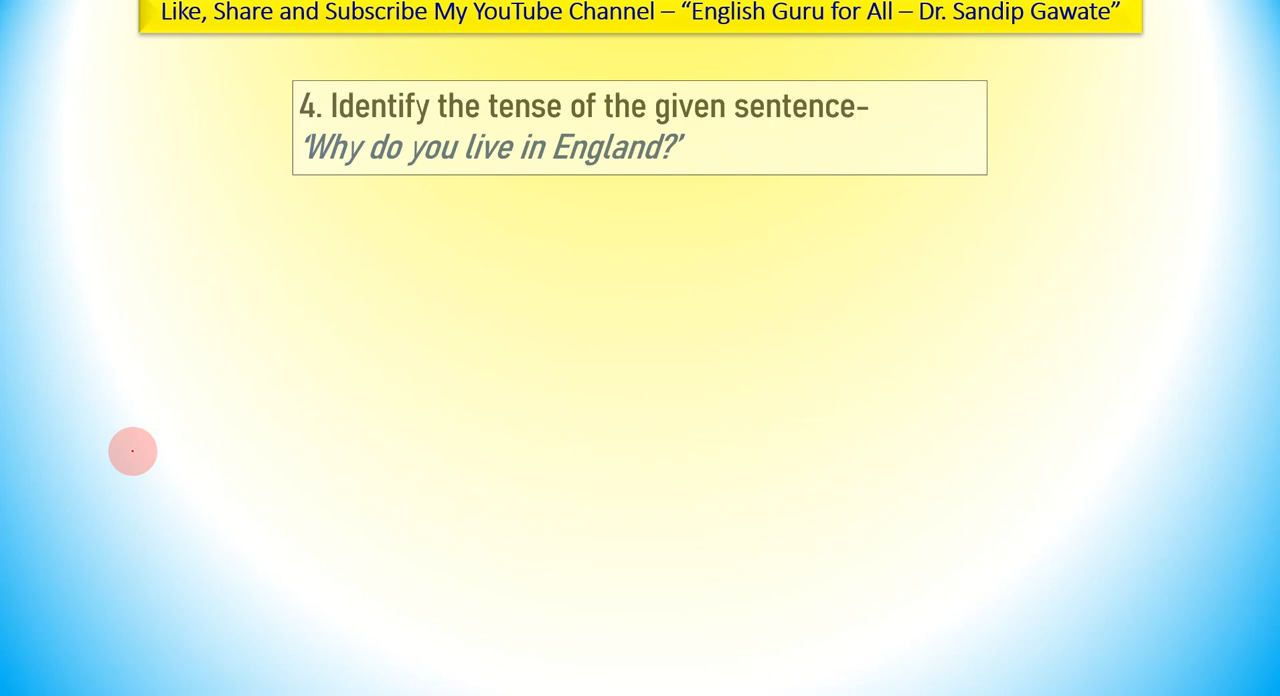 Like, Share and Subscribe My YouTube Channel – “English Guru for All – Dr. Sandip Gawate”
4. Identify the tense of the given sentence-
‘Why do you live in England?’